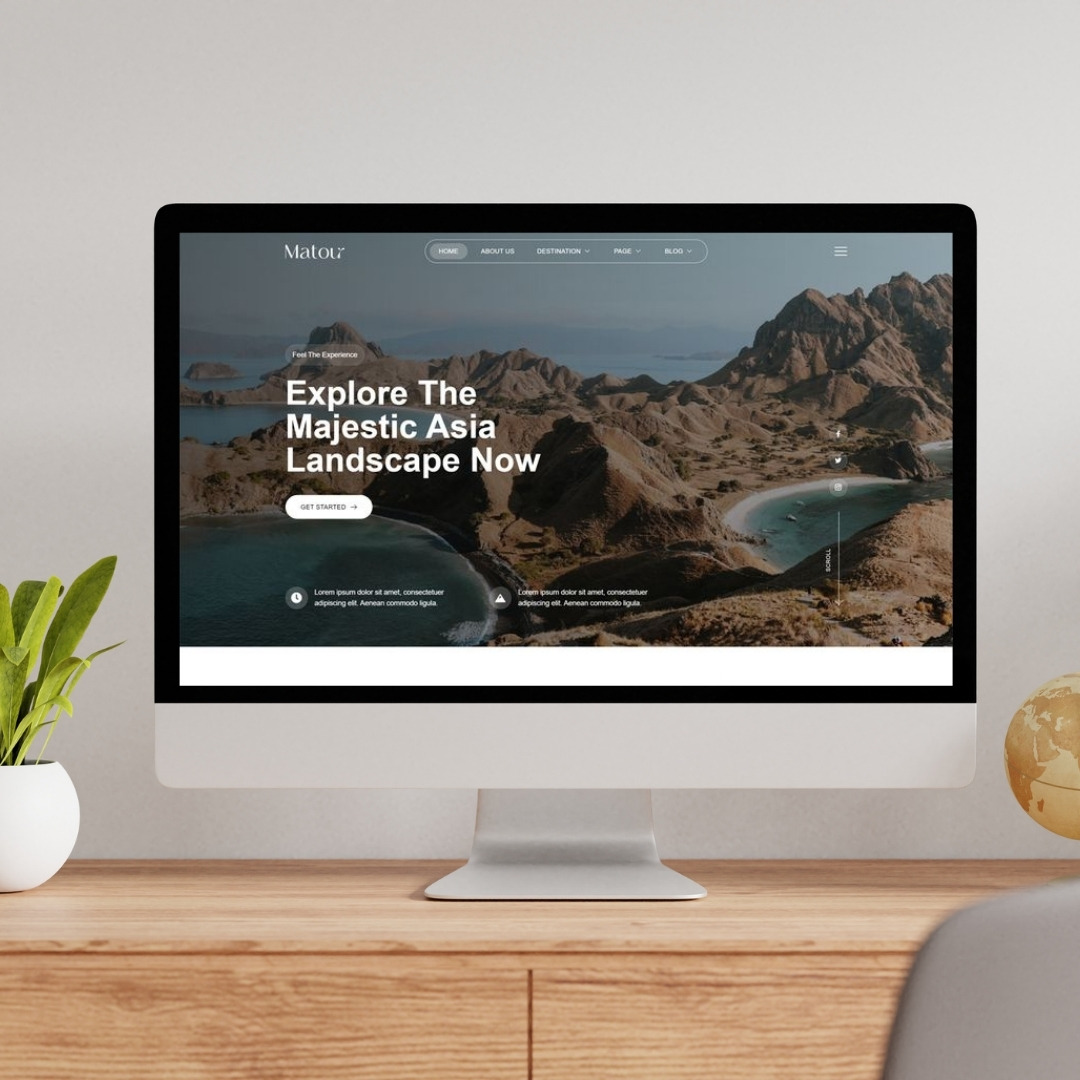 Matour
HOME ABOUT US DESTINATION PAGE BLOG
Feel The Experience
Explore The
Majestic Asia
Landscape Now
GET STARTED
SCROLL
Lorem ipsum dolor sit amet, consectetuer
adipiscing elit. Aenean commodo ligula.
Lorem ipsum dolor sit amet, consectetuer
adipiscing elit. Aenean commodo ligula.